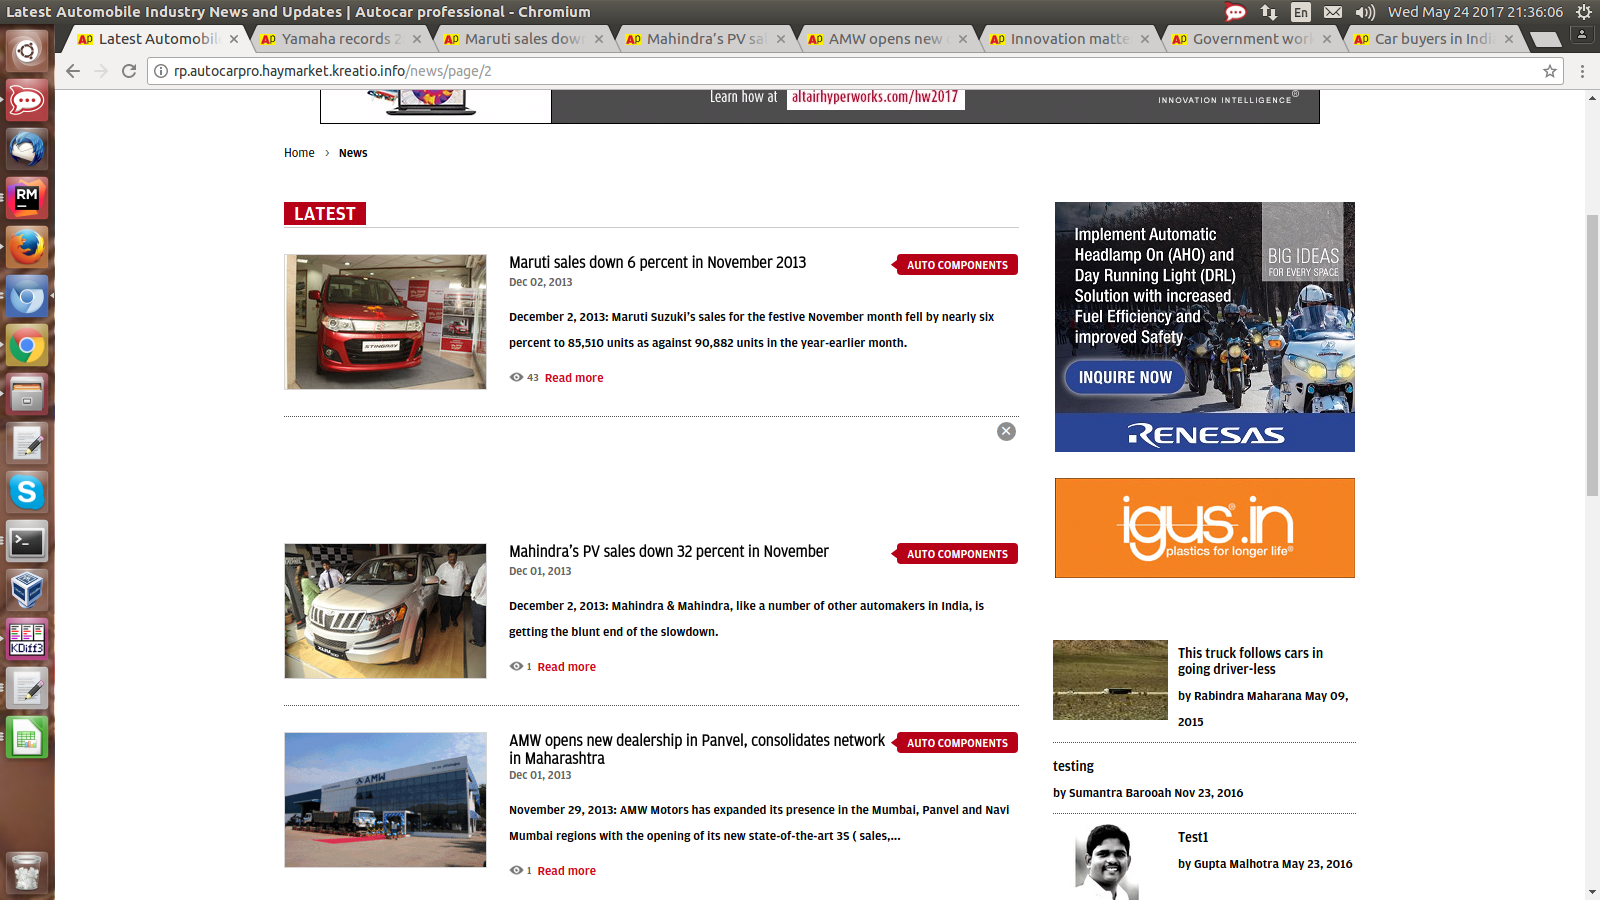 Latest Automobile Industry News and Updates | Autocar professional - Chromium
En
Wed May 24 2017 21:36:06
Latest Automobil
Yamaha records 2
Maruti sales dow
Mahindra's PV sal
AMW opens new
Innovation matte
Government wor
Car buyers in Indi
rp.autocarpro.haymarket.kreatio.info/news/page/2
Learn how at altairhyperworks.com/hw2017
INNOVATION INTELLIGENCE®
Home › News
LATEST
Maruti sales down 6 percent in November 2013
AUTO COMPONENTS
Dec 02, 2013
December 2, 2013: Maruti Suzuki's sales for the festive November month fell by nearly six
percent to 85,510 units as against 90,882 units in the year-earlier month.
43 Read more
STINGRAY
Mahindra's PV sales down 32 percent in November
AUTO COMPONENTS
Dec 01, 2013
December 2, 2013: Mahindra & Mahindra, like a number of other automakers in India, is
getting the blunt end of the slowdown.
1 Read more
AMW opens new dealership in Panvel, consolidates network
in Maharashtra
AUTO COMPONENTS
Dec 01, 2013
November 29, 2013: AMW Motors has expanded its presence in the Mumbai, Panvel and Navi
Mumbai regions with the opening of its new state-of-the-art 3S ( sales,...
1 Read more
AMW
Implement Automatic
Headlamp On (AHO) and
Day Running Light (DRL)
Solution with increased
Fuel Efficiency and
improved Safety
BIG IDEAS
FOR EVERY SPACE
INQUIRE NOW
RENESAS
igus®.in
plastics for longer life®
This truck follows cars in
going driver-less
by Rabindra Maharana May 09,
2015
testing
by Sumantra Barooah Nov 23, 2016
Test1
by Gupta Malhotra May 23, 2016
RM
KDiff3